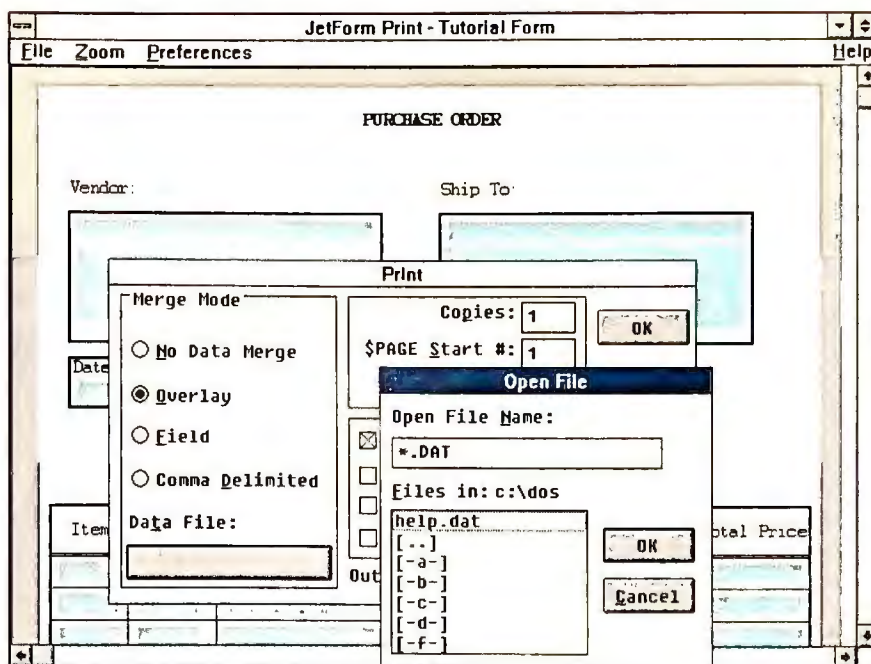 JetForm Print - Tutorial Form
File Zoom Preferences Help
PURCHASE ORDER
Vendor:
Ship To:
Print
Merge Mode
No Data Merge
Overlay
Field
Comma Delimited
Data File:
Copies: 1
$PAGE Start #: 1
OK
Date
Open File
Open File Name:
*.DAT
Files in: c:\dos
help.dat
[..]
[-a-]
[-b-]
[-c-]
[-d-]
[-f-]
OK
Cancel
Item
otal Price
Out